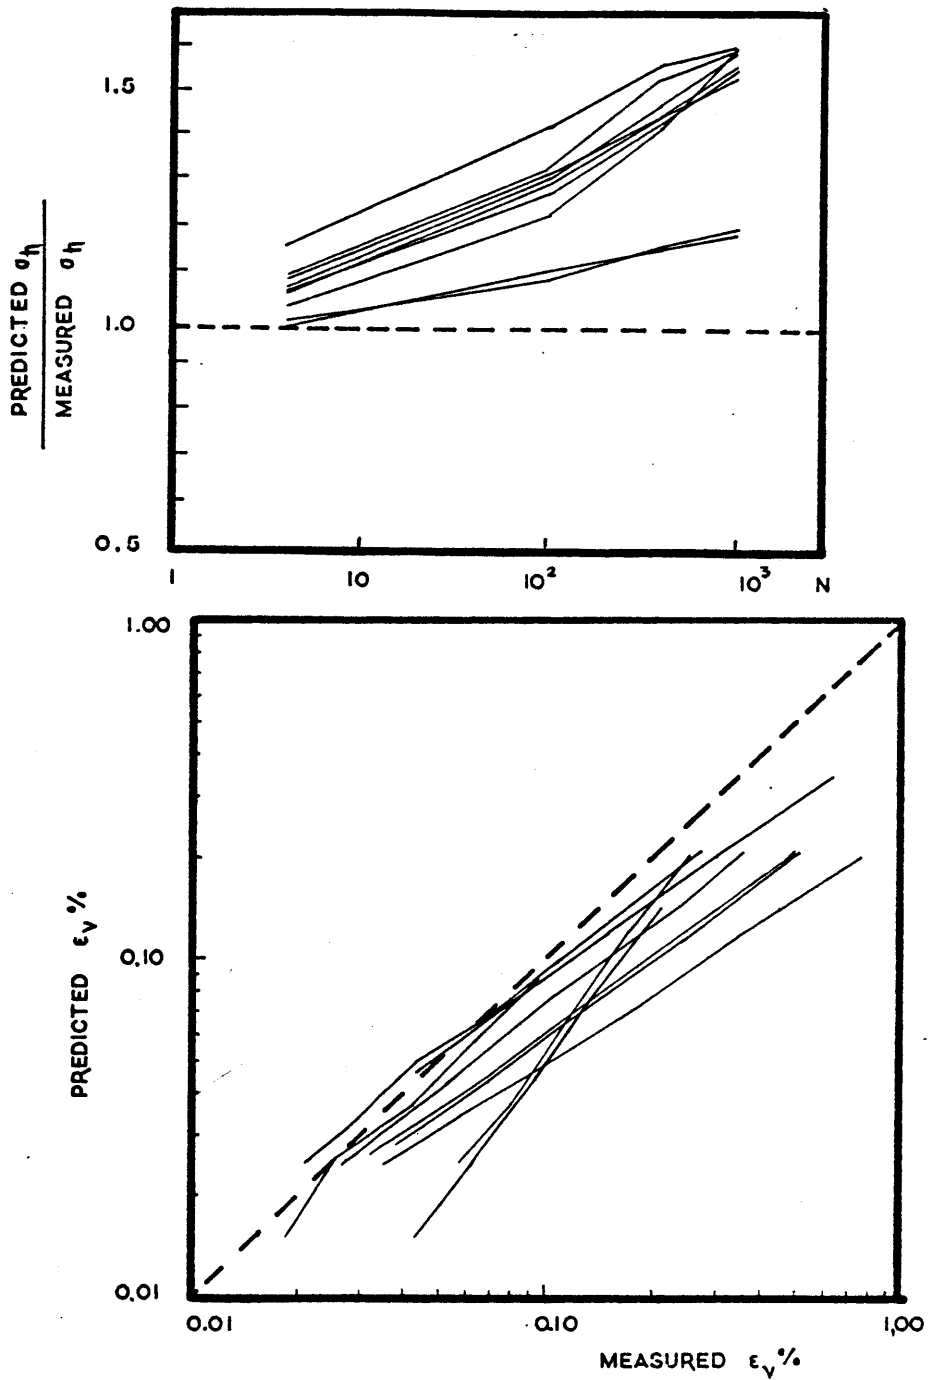 1.5
1.0
0.5
PREDICTED σh
MEASURED σh
1 10 10² 10³ N
1.00
0.10
0.01
PREDICTED εv%
0.01 0.10 1,00
MEASURED εv%